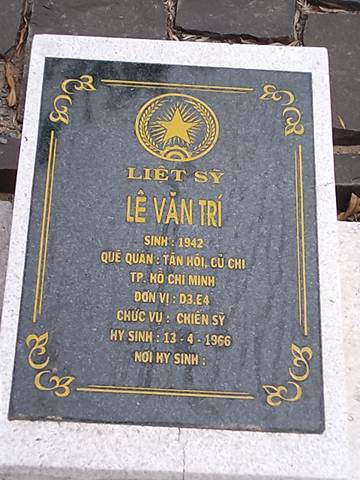 LIỆT SỸ
LÊ VĂN TRÍ
SINH : 1942
QUÊ QUÁN : TÂN HỘI, CỦ CHI
TP. HỒ CHÍ MINH
ĐƠN VỊ : D3.E4
CHỨC VỤ : CHIẾN SỸ
HY SINH : 13 - 4 - 1966
NƠI HY SINH :